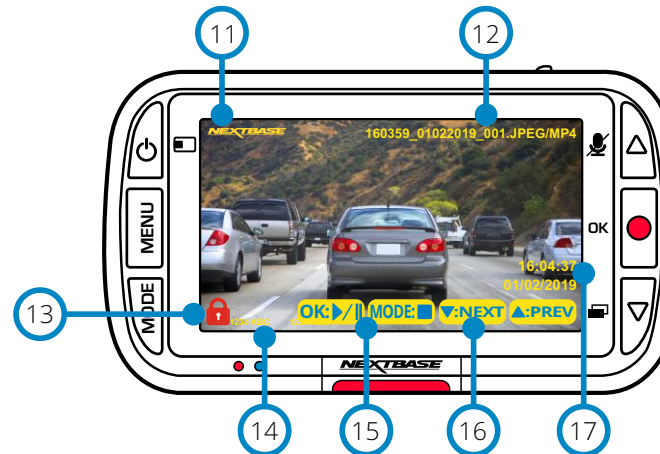 11 12
NEXTBASE
160359_01022019_001.JPEG/MP4
MENU
OK
MODE
16:04:37
01/02/2019
13
OK: ▶/|| MODE: ■ ▼:NEXT ▲:PREV
NEXTBASE
14 15 16 17